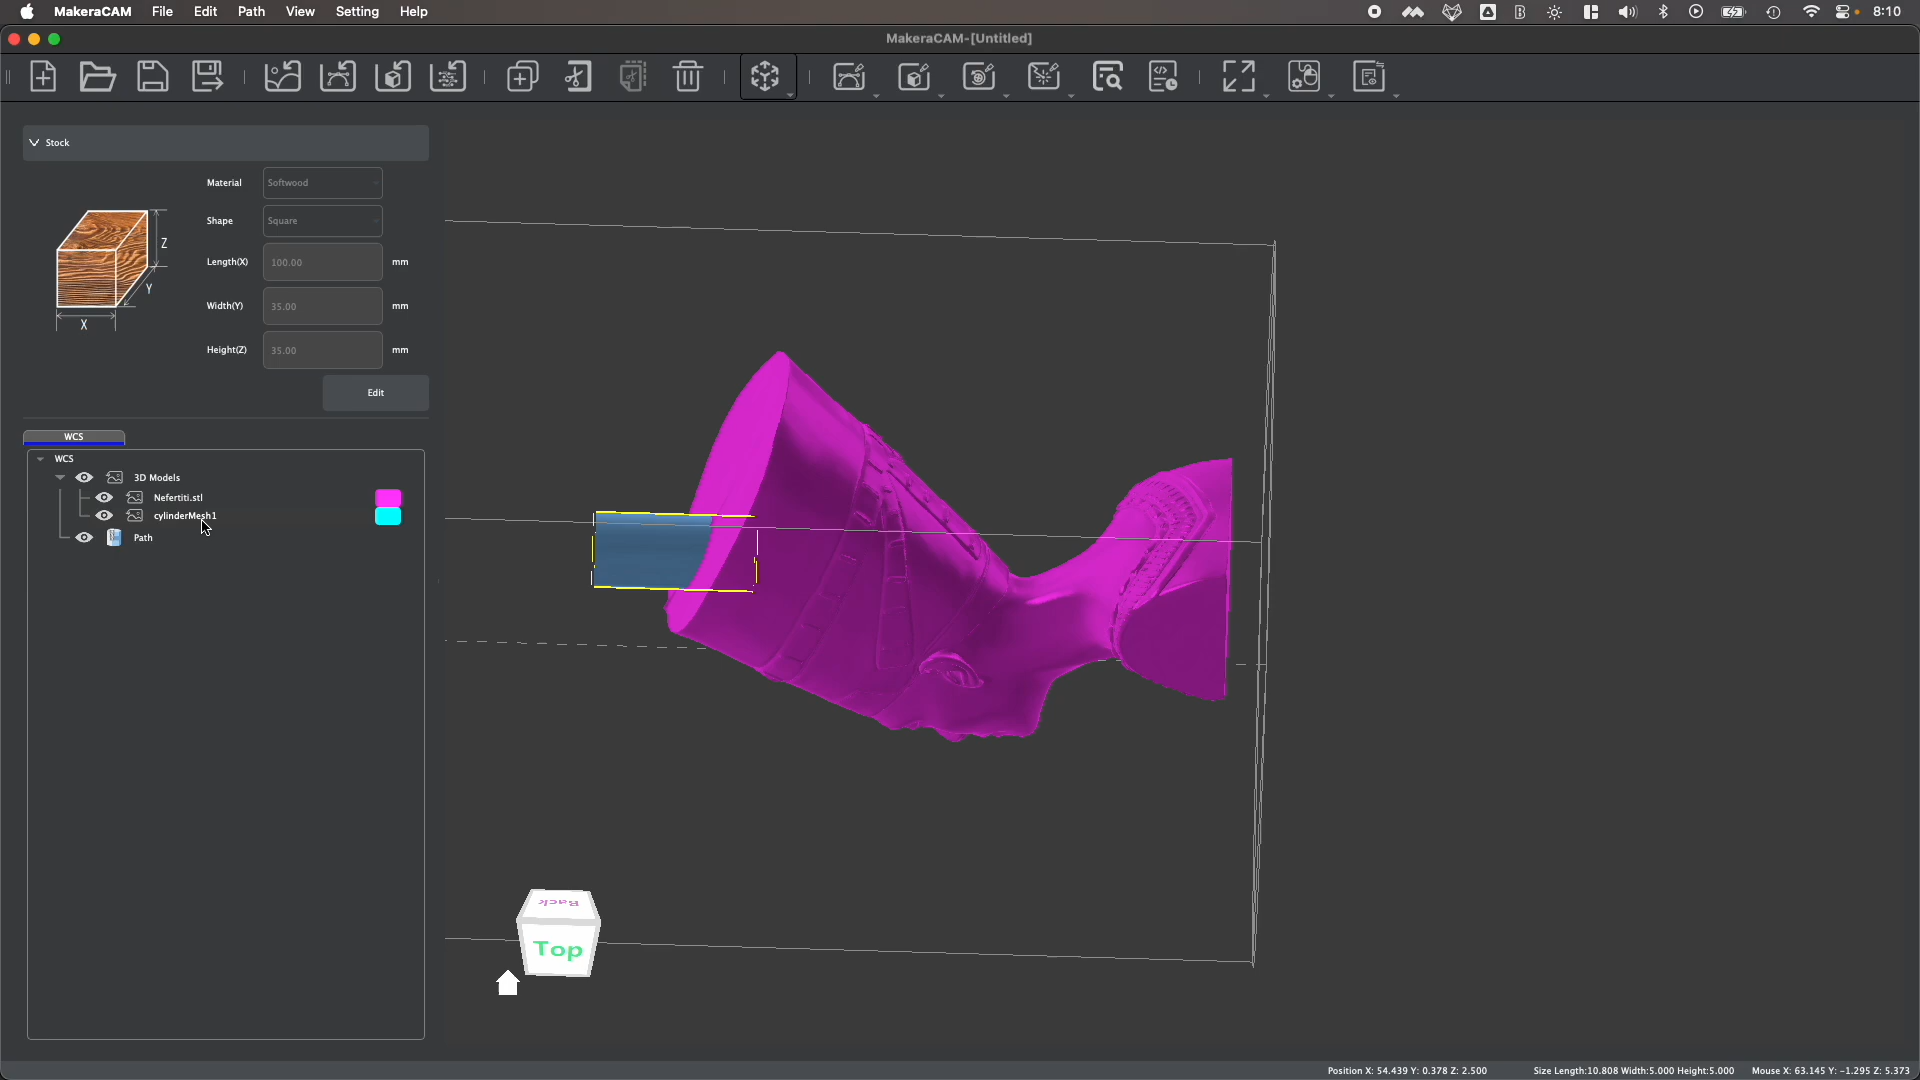 MakeraCAM File Edit Path View Setting Help 8:10
MakeraCAM-[Untitled]
Stock
Material Softwood
Shape Square
Length(X) 100.00 mm
Width(Y) 35.00 mm
Height(Z) 35.00 mm
Z
Y
X
Edit
WCS
WCS
3D Models
Nefertiti.stl
cylinderMesh1
Path
Back
Top
Position X: 54.439 Y: 0.378 Z: 2.500 Size Length:10.808 Width:5.000 Height:5.000 Mouse X: 63.145 Y: -1.295 Z: 5.373